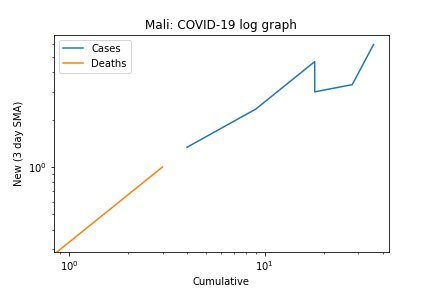 Mali: COVID-19 log graph
Cases
Deaths
New (3 day SMA)
10⁰
10⁰
10¹
Cumulative